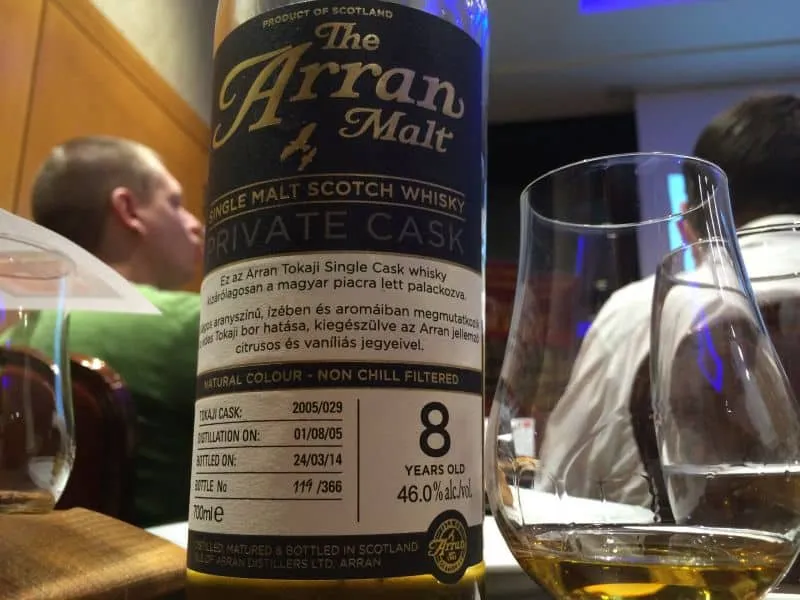 PRODUCT OF SCOTLAND
The
Arran
Malt
SINGLE MALT SCOTCH WHISKY
PRIVATE CASK
Ez az Arran Tokaji Single Cask whisky
kizárólagosan a magyar piacra lett palackozva.
aranyszínű, ízében és aromáiban megmutatkozik
édes Tokaji bor hatása, kiegészülve az Arran jellemző
citrusos és vaníliás jegyeivel.
NATURAL COLOUR - NON CHILL FILTERED
TOKAJI CASK: 2005/029
DISTILLATION ON: 01/08/05
BOTTLED ON: 24/03/14
BOTTLE No 119 /366
700ml e
8
YEARS OLD
46.0% alc./vol.
DISTILLED MATURED & BOTTLED IN SCOTLAND
ISLE OF ARRAN DISTILLERS LTD. ARRAN
Arran